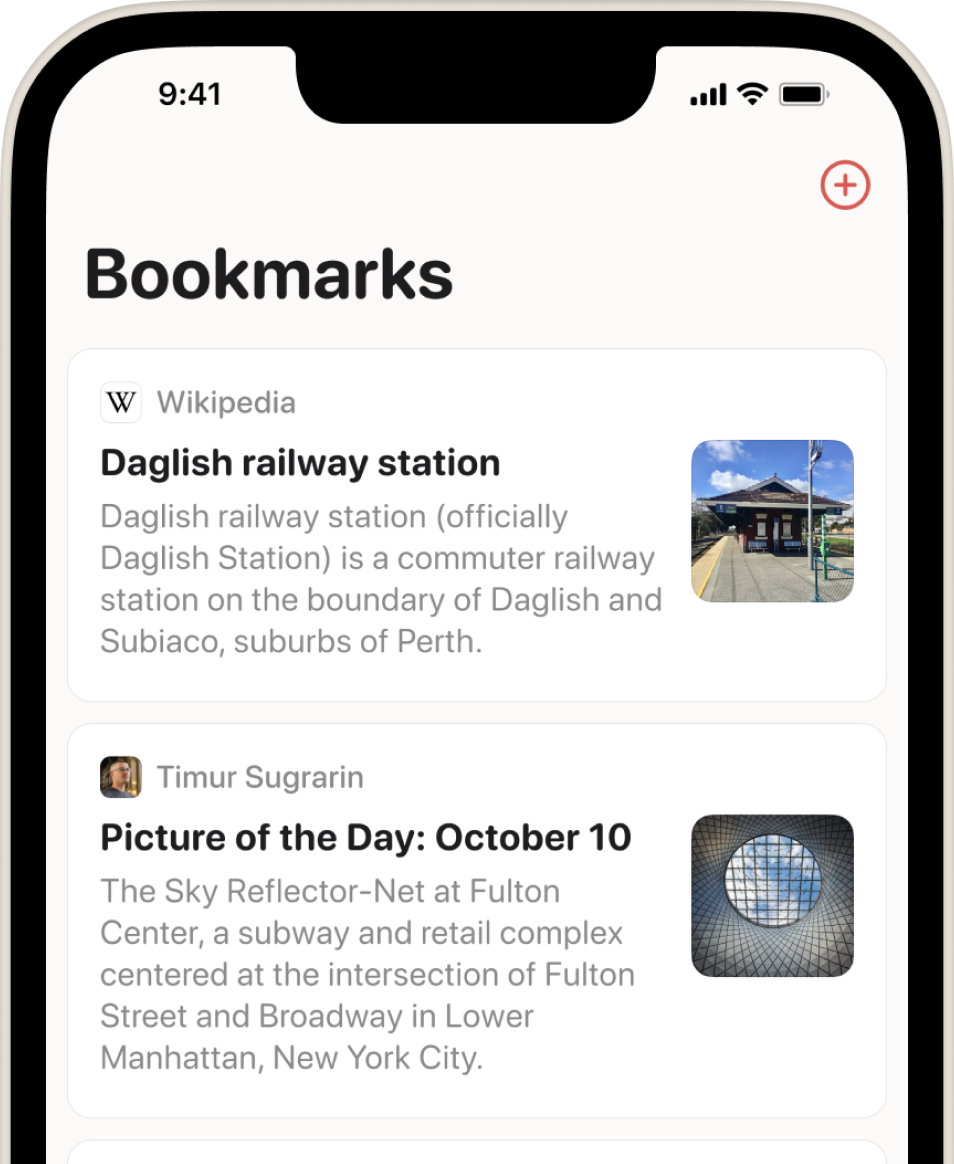 9:41
Bookmarks
W Wikipedia
Daglish railway station
Daglish railway station (officially
Daglish Station) is a commuter railway
station on the boundary of Daglish and
Subiaco, suburbs of Perth.
Timur Sugrarin
Picture of the Day: October 10
The Sky Reflector-Net at Fulton
Center, a subway and retail complex
centered at the intersection of Fulton
Street and Broadway in Lower
Manhattan, New York City.